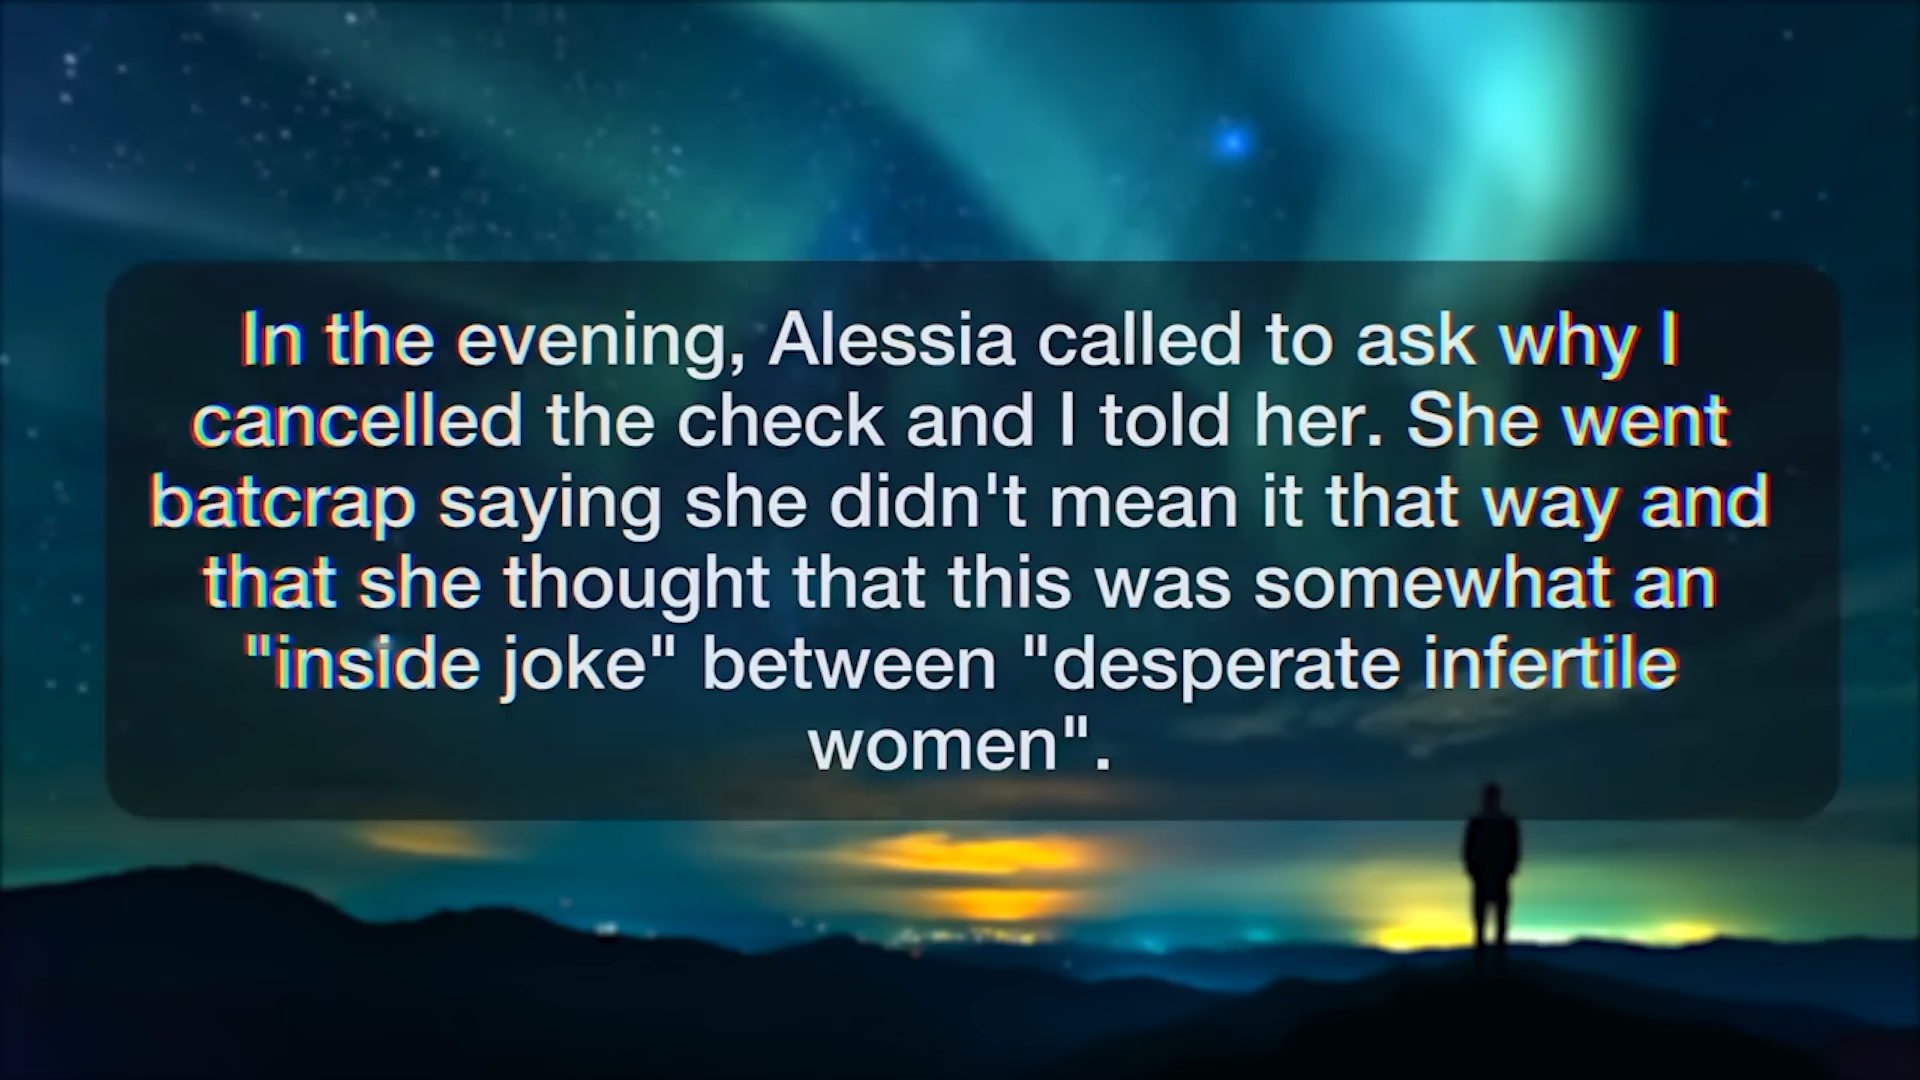 In the evening, Alessia called to ask why I
cancelled the check and I told her. She went
batcrap saying she didn't mean it that way and
that she thought that this was somewhat an
"inside joke" between "desperate infertile
women".